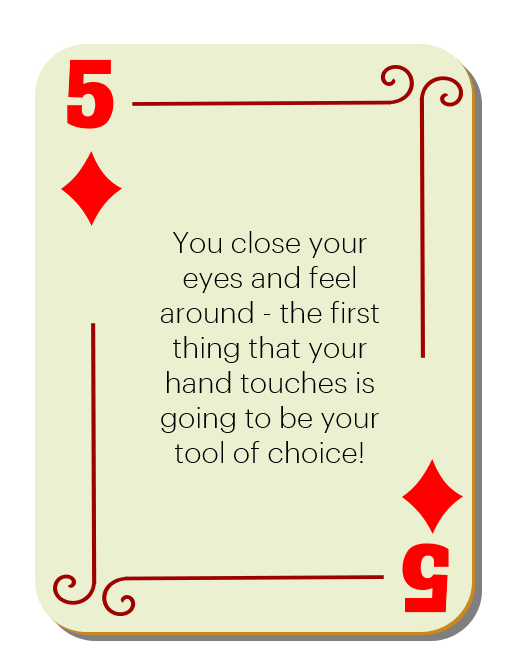 5
You close your
eyes and feel
around - the first
thing that your
hand touches is
going to be your
tool of choice!
5